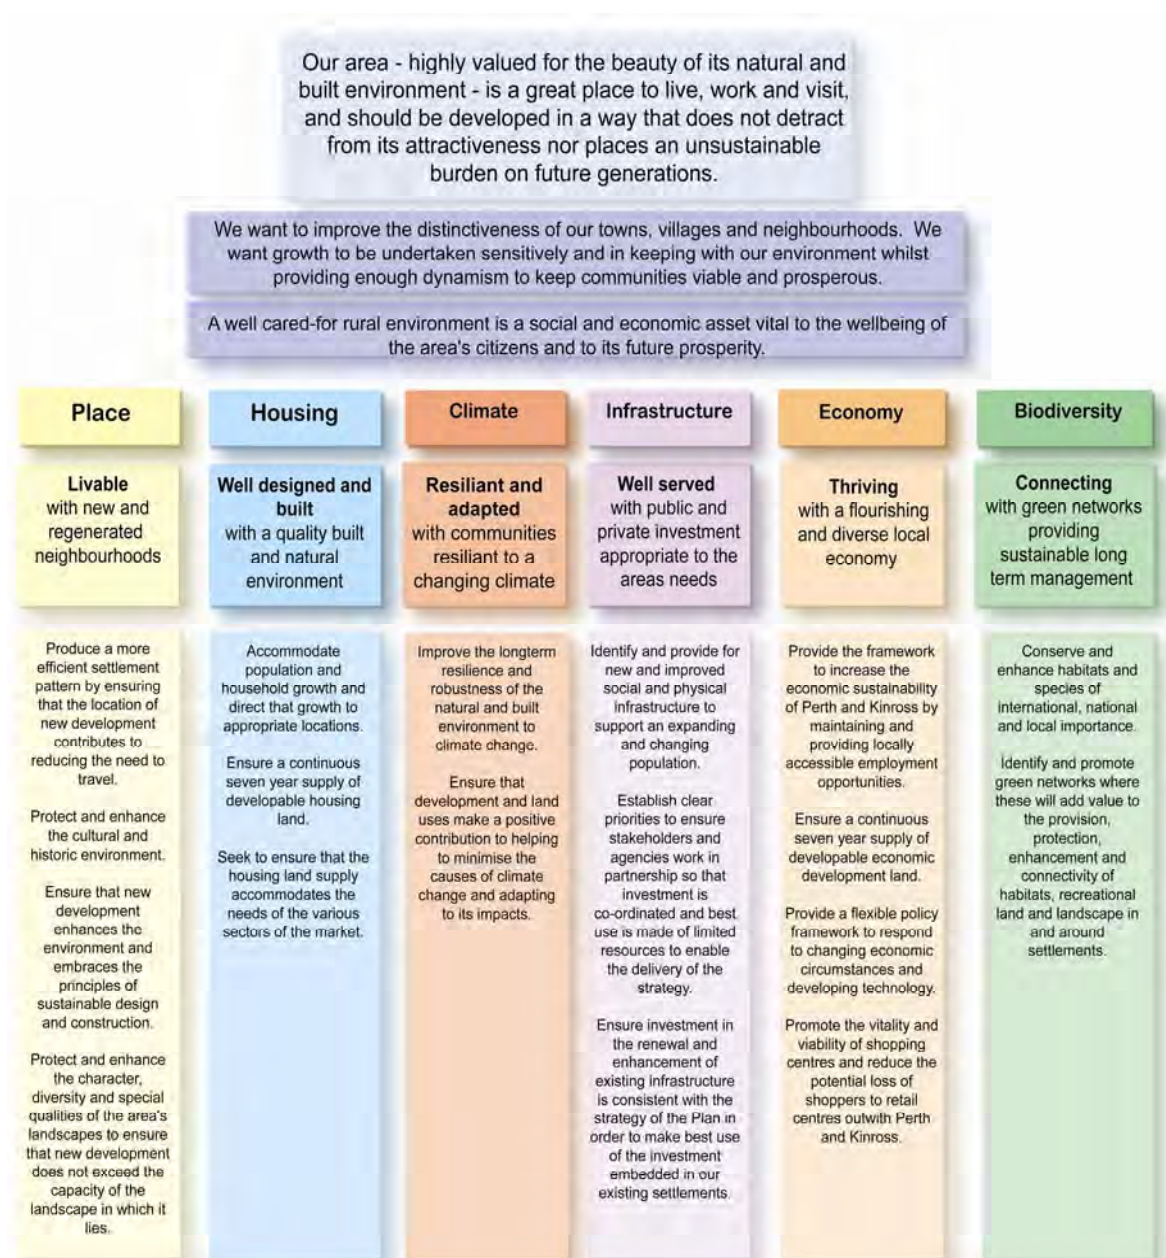 Our area - highly valued for the beauty of its natural and
built environment - is a great place to live, work and visit,
and should be developed in a way that does not detract
from its attractiveness nor places an unsustainable
burden on future generations.
We want to improve the distinctiveness of our towns, villages and neighbourhoods. We
want growth to be undertaken sensitively and in keeping with our environment whilst
providing enough dynamism to keep communities viable and prosperous.
A well cared-for rural environment is a social and economic asset vital to the wellbeing of
the area's citizens and to its future prosperity.
Place
Livable
with new and
regenerated
neighbourhoods
Produce a more
efficient settlement
pattern by ensuring
that the location of
new development
contributes to
reducing the need to
travel.
Protect and enhance
the cultural and
historic environment.
Ensure that new
development
enhances the
environment and
embraces the
principles of
sustainable design
and construction.
Protect and enhance
the character,
diversity and special
qualities of the area's
landscapes to ensure
that new development
does not exceed the
capacity of the
landscape in which it
lies.
Housing
Well designed and
built
with a quality built
and natural
environment
Accommodate
population and
household growth and
direct that growth to
appropriate locations.
Ensure a continuous
seven year supply of
developable housing
land.
Seek to ensure that the
housing land supply
accommodates the
needs of the various
sectors of the market.
Climate
Resiliant and
adapted
with communities
resiliant to a
changing climate
Improve the longterm
resilience and
robustness of the
natural and built
environment to
climate change.
Ensure that
development and land
uses make a positive
contribution to helping
to minimise the
causes of climate
change and adapting
to its impacts.
Infrastructure
Well served
with public and
private investment
appropriate to the
areas needs
Identify and provide for
new and improved
social and physical
infrastructure to
support an expanding
and changing
population.
Establish clear
priorities to ensure
stakeholders and
agencies work in
partnership so that
investment is
co-ordinated and best
use is made of limited
resources to enable
the delivery of the
strategy.
Ensure investment in
the renewal and
enhancement of
existing infrastructure
is consistent with the
strategy of the Plan in
order to make best use
of the investment
embedded in our
existing settlements.
Economy
Thriving
with a flourishing
and diverse local
economy
Provide the framework
to increase the
economic sustainability
of Perth and Kinross by
maintaining and
providing locally
accessible employment
opportunities.
Ensure a continuous
seven year supply of
developable economic
development land.
Provide a flexible policy
framework to respond
to changing economic
circumstances and
developing technology.
Promote the vitality and
viability of shopping
centres and reduce the
potential loss of
shoppers to retail
centres outwith Perth
and Kinross.
Biodiversity
Connecting
with green networks
providing
sustainable long
term management
Conserve and
enhance habitats and
species of
international, national
and local importance.
Identify and promote
green networks where
these will add value to
the provision,
protection,
enhancement and
connectivity of
habitats, recreational
land and landscape in
and around
settlements.